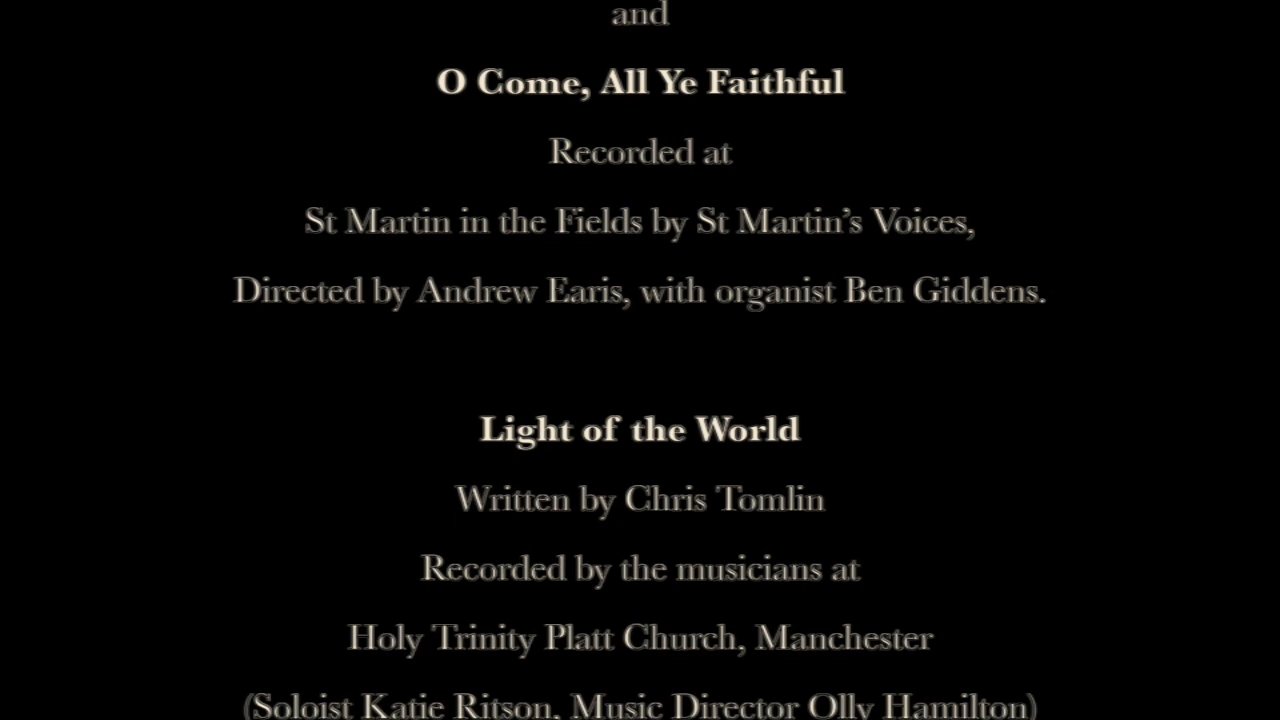 and
O Come, All Ye Faithful
Recorded at
St Martin in the Fields by St Martin’s Voices,
Directed by Andrew Earis, with organist Ben Giddens.
Light of the World
Written by Chris Tomlin
Recorded by the musicians at
Holy Trinity Platt Church, Manchester
(Soloist Katie Ritson, Music Director Olly Hamilton)